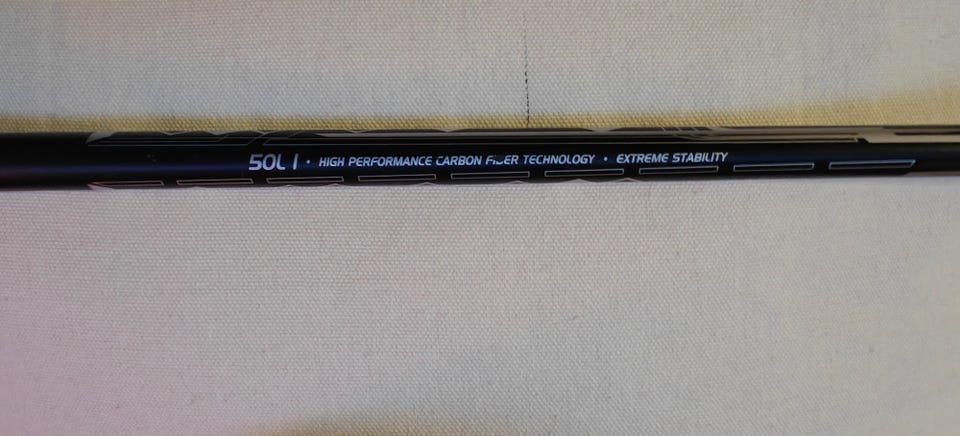 50L I • HIGH PERFORMANCE CARBON FIBER TECHNOLOGY • EXTREME STABILITY